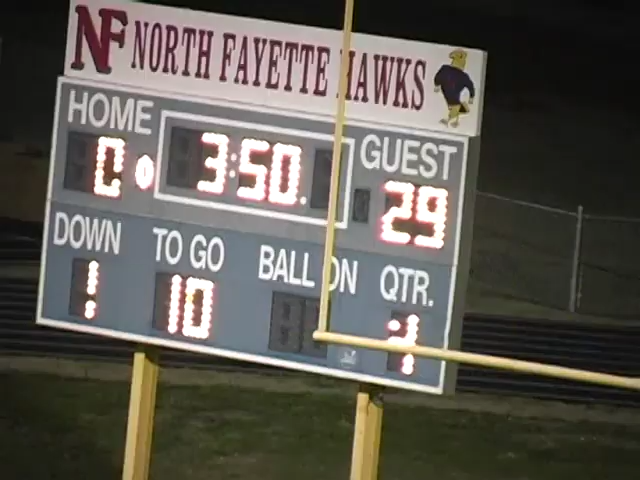 NF NORTH FAYETTE HAWKS
HOME 3:50 GUEST
0 29
DOWN TO GO BALL ON QTR.
1 10